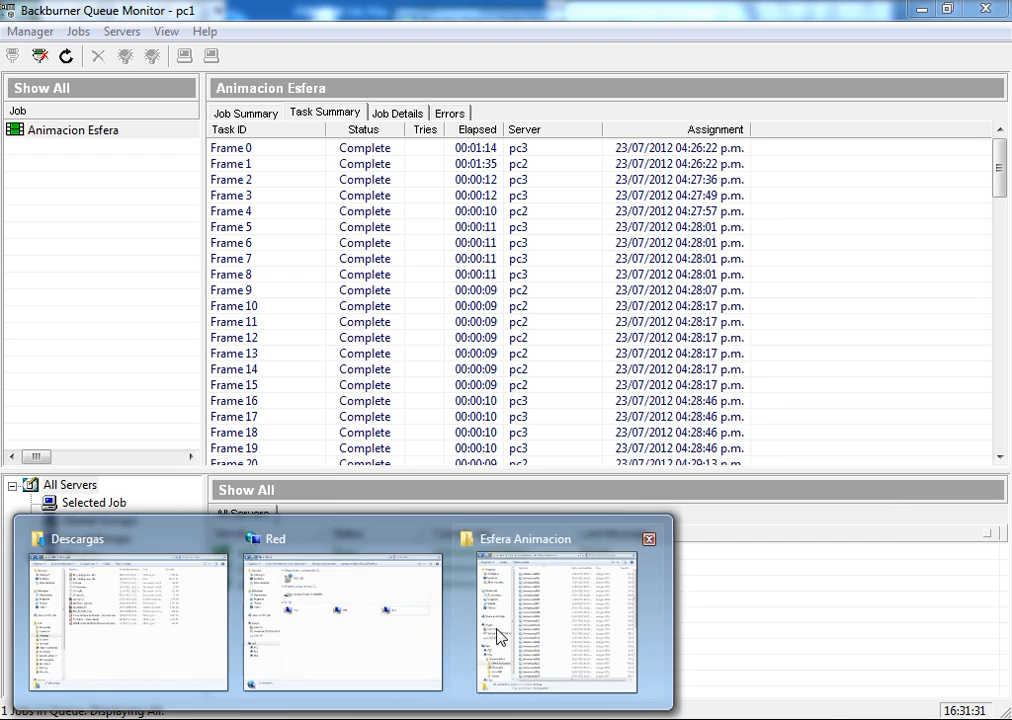 Backburner Queue Monitor - pc1
Manager Jobs Servers View Help
Show All
Job
Animacion Esfera
Animacion Esfera
Job Summary Task Summary Job Details Errors
Task ID Status Tries Elapsed Server Assignment
Frame 0 Complete 00:01:14 pc3 23/07/2012 04:26:22 p.m.
Frame 1 Complete 00:01:35 pc2 23/07/2012 04:26:22 p.m.
Frame 2 Complete 00:00:12 pc3 23/07/2012 04:27:36 p.m.
Frame 3 Complete 00:00:12 pc3 23/07/2012 04:27:49 p.m.
Frame 4 Complete 00:00:10 pc2 23/07/2012 04:27:57 p.m.
Frame 5 Complete 00:00:11 pc3 23/07/2012 04:28:01 p.m.
Frame 6 Complete 00:00:11 pc3 23/07/2012 04:28:01 p.m.
Frame 7 Complete 00:00:11 pc3 23/07/2012 04:28:01 p.m.
Frame 8 Complete 00:00:11 pc3 23/07/2012 04:28:01 p.m.
Frame 9 Complete 00:00:09 pc2 23/07/2012 04:28:07 p.m.
Frame 10 Complete 00:00:09 pc2 23/07/2012 04:28:17 p.m.
Frame 11 Complete 00:00:09 pc2 23/07/2012 04:28:17 p.m.
Frame 12 Complete 00:00:09 pc2 23/07/2012 04:28:17 p.m.
Frame 13 Complete 00:00:09 pc2 23/07/2012 04:28:17 p.m.
Frame 14 Complete 00:00:09 pc2 23/07/2012 04:28:17 p.m.
Frame 15 Complete 00:00:09 pc2 23/07/2012 04:28:17 p.m.
Frame 16 Complete 00:00:10 pc3 23/07/2012 04:28:46 p.m.
Frame 17 Complete 00:00:10 pc3 23/07/2012 04:28:46 p.m.
Frame 18 Complete 00:00:10 pc3 23/07/2012 04:28:46 p.m.
Frame 19 Complete 00:00:10 pc3 23/07/2012 04:28:46 p.m.
Frame 20 Complete 00:00:09 pc2 23/07/2012 04:29:13 p.m.
All Servers
Selected Job
Show All
All Servers
Descargas Red Esfera Animacion
1 Jobs in Queue. Displaying All.
16:31:31